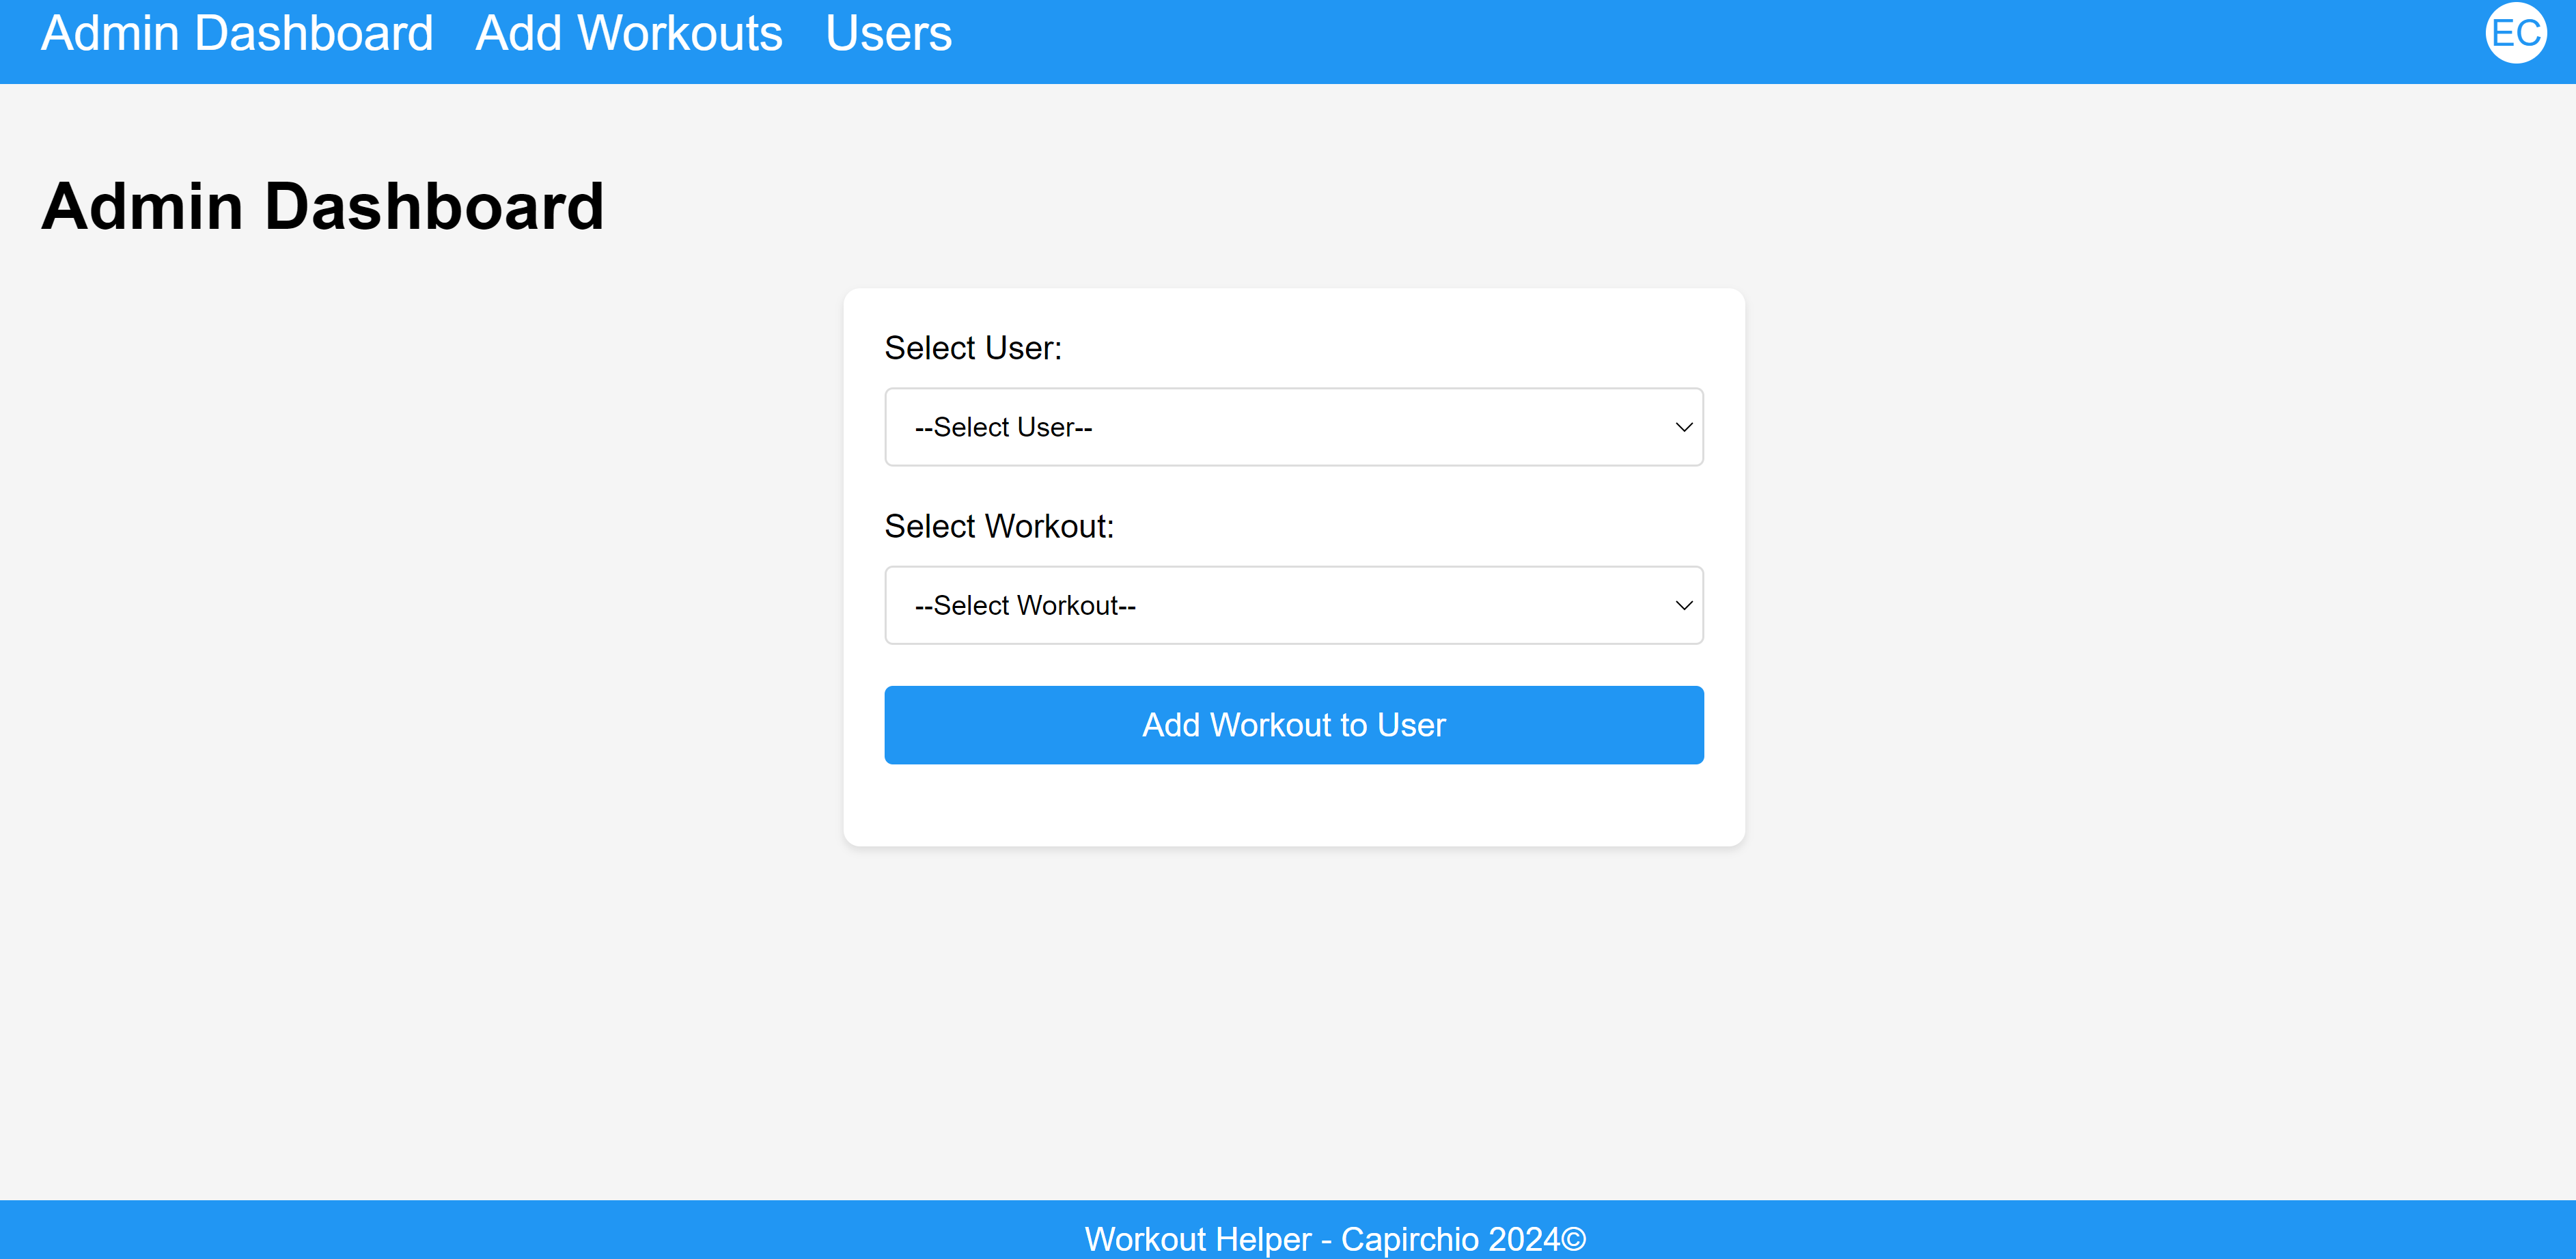 Admin Dashboard Add Workouts Users EC
Admin Dashboard
Select User:
--Select User--
Select Workout:
--Select Workout--
Add Workout to User
Workout Helper - Capirchio 2024©